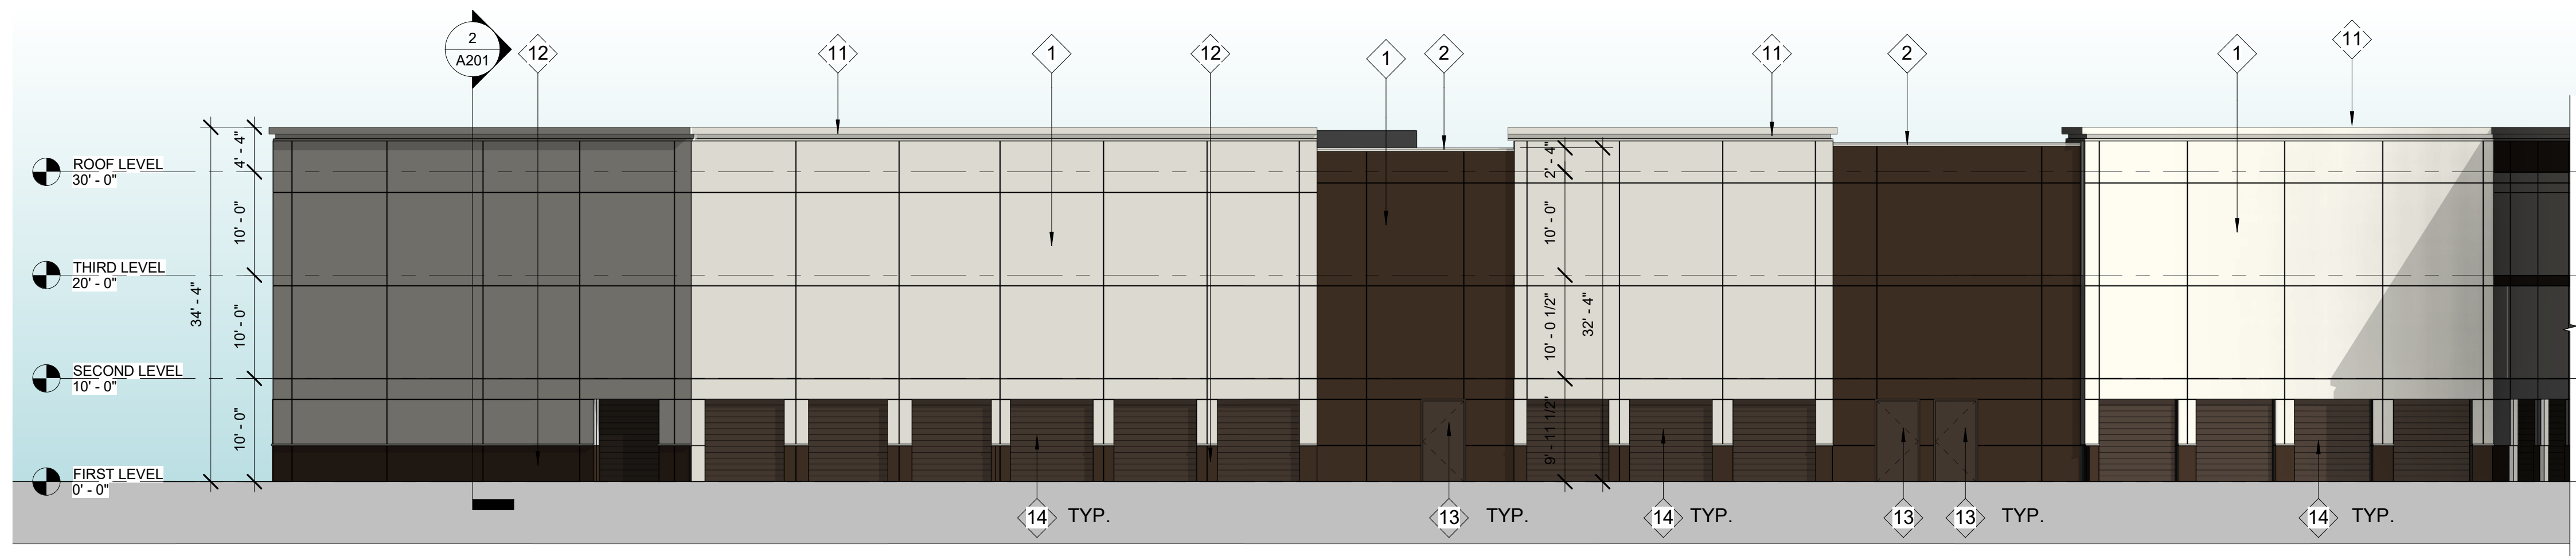 2
A201
12
11
1
12
1
2
11
2
1
11
ROOF LEVEL
30' - 0"
THIRD LEVEL
20' - 0"
SECOND LEVEL
10' - 0"
FIRST LEVEL
0' - 0"
34' - 4"
4' - 4"
10' - 0"
10' - 0"
10' - 0"
2' - 4"
10' - 0"
10' - 0 1/2"
9' - 11 1/2"
32' - 4"
14 TYP.
13 TYP.
14 TYP.
13
13 TYP.
14 TYP.